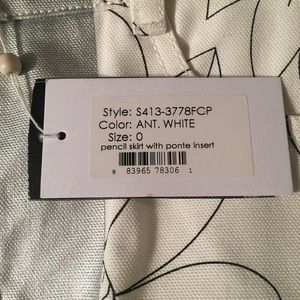 Style: S413-3778FCP
Color: ANT. WHITE
Size: 0
pencil skirt with ponte insert
8 83965 78306 1